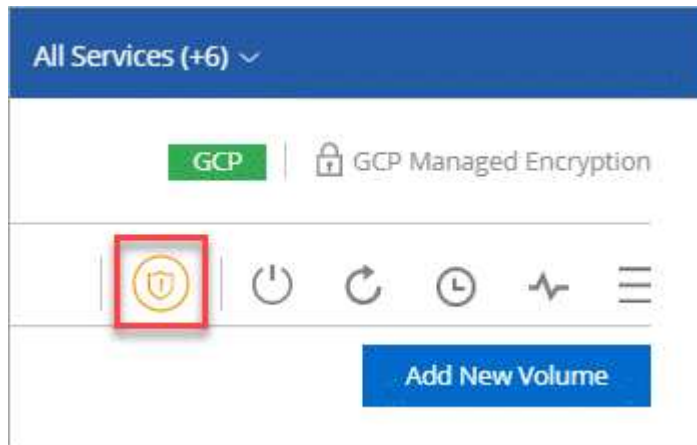 All Services (+6)
GCP
GCP Managed Encryption
Add New Volume